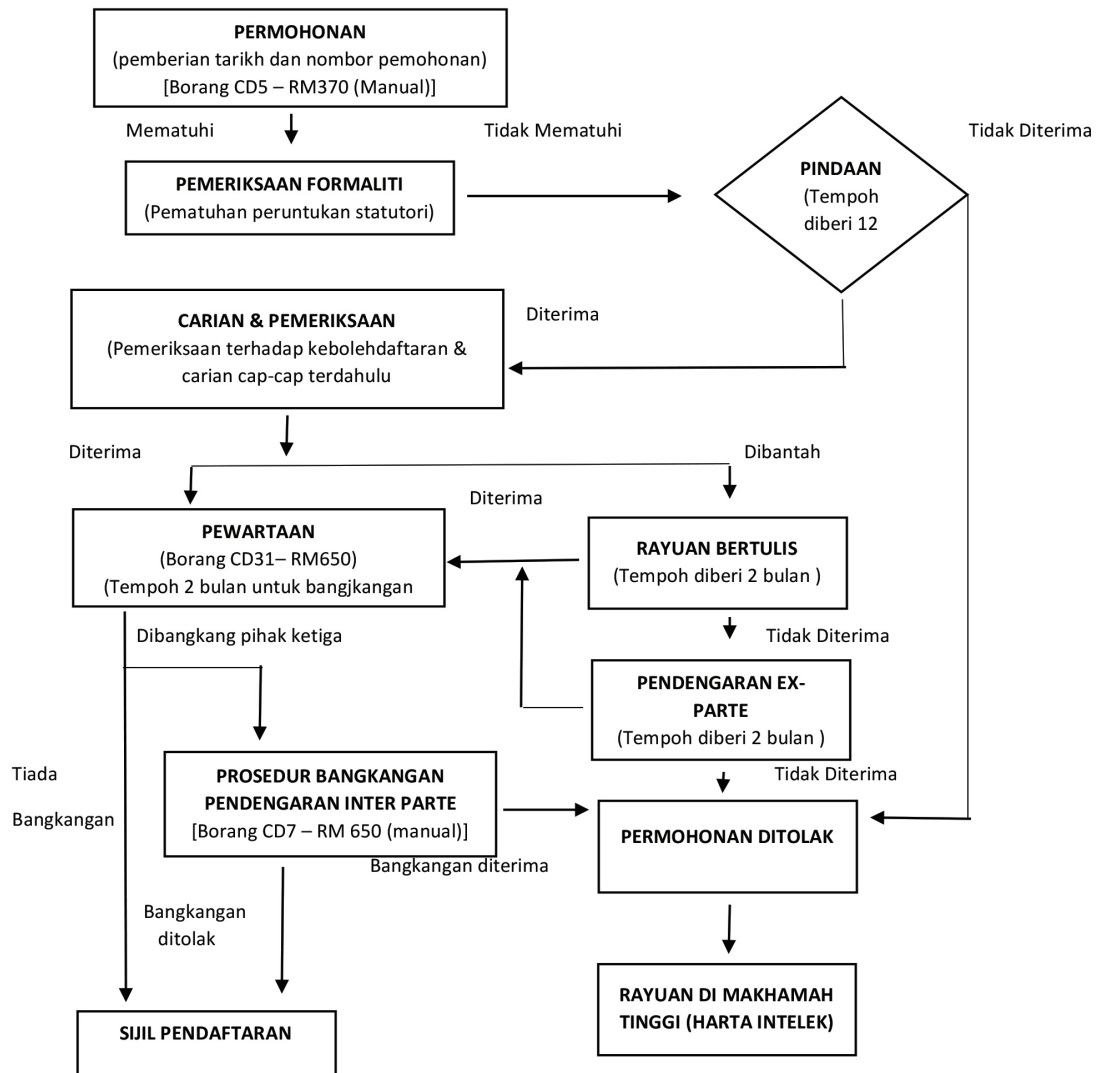 PERMOHONAN
(pemberian tarikh dan nombor pemohonan)
[Borang CD5 – RM370 (Manual)]
Mematuhi
Tidak Mematuhi
Tidak Diterima
PEMERIKSAAN FORMALITI
(Pematuhan peruntukan statutori)
PINDAAN
(Tempoh
diberi 12
CARIAN & PEMERIKSAAN
(Pemeriksaan terhadap kebolehdaftaran &
carian cap-cap terdahulu
Diterima
Diterima
Dibantah
Diterima
PEWARTAAN
(Borang CD31– RM650)
(Tempoh 2 bulan untuk bangjkangan
RAYUAN BERTULIS
(Tempoh diberi 2 bulan )
Dibangkang pihak ketiga
Tidak Diterima
PENDENGARAN EX-
PARTE
(Tempoh diberi 2 bulan )
Tiada
Bangkangan
PROSEDUR BANGKANGAN
PENDENGARAN INTER PARTE
[Borang CD7 – RM 650 (manual)]
Tidak Diterima
PERMOHONAN DITOLAK
Bangkangan diterima
Bangkangan
ditolak
RAYUAN DI MAKHAMAH
TINGGI (HARTA INTELEK)
SIJIL PENDAFTARAN